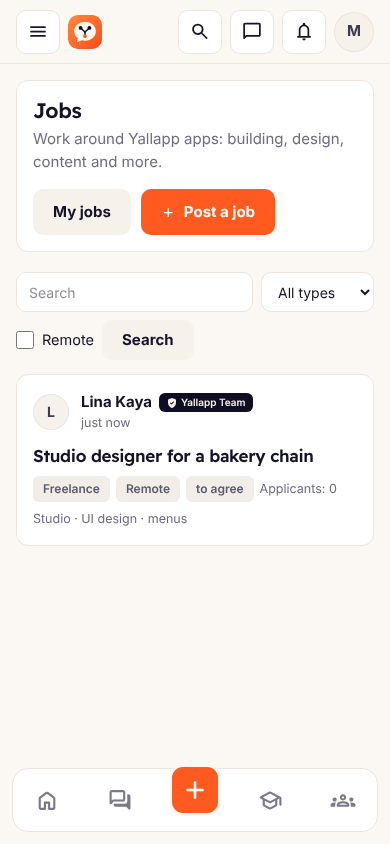 M
Jobs
Work around Yallapp apps: building, design,
content and more.
My jobs
+ Post a job
Search
All types
Remote
Search
L
Lina Kaya
Yallapp Team
just now
Studio designer for a bakery chain
Freelance
Remote
to agree
Applicants: 0
Studio · UI design · menus